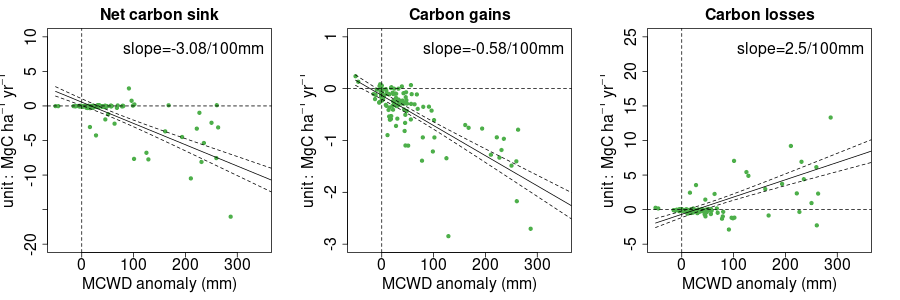 Net carbon sink
Carbon gains
Carbon losses
slope=-3.08/100mm
slope=-0.58/100mm
slope=2.5/100mm
unit: MgC ha⁻¹ yr⁻¹
10
5
0
-5
-10
-20
0
100
200
300
MCWD anomaly (mm)
unit: MgC ha⁻¹ yr⁻¹
1
0
-1
-2
-3
0
100
200
300
MCWD anomaly (mm)
unit: MgC ha⁻¹ yr⁻¹
25
20
15
10
5
0
-5
0
100
200
300
MCWD anomaly (mm)